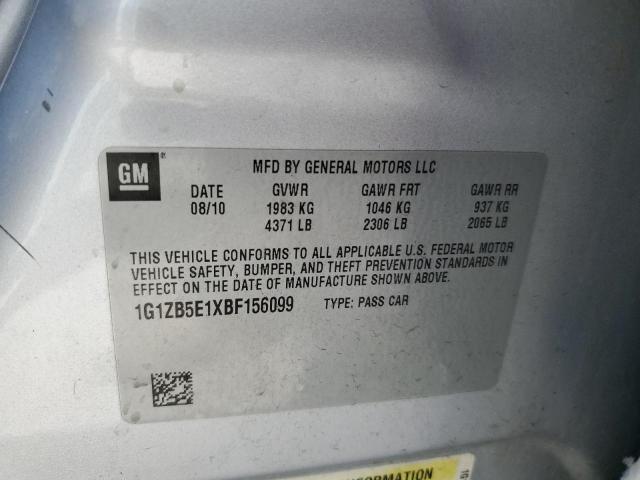 GM
MFD BY GENERAL MOTORS LLC
DATE GVWR GAWR FRT GAWR RR
08/10 1983 KG 1046 KG 937 KG
4371 LB 2306 LB 2065 LB
THIS VEHICLE CONFORMS TO ALL APPLICABLE U.S. FEDERAL MOTOR
VEHICLE SAFETY, BUMPER, AND THEFT PREVENTION STANDARDS IN
EFFECT ON THE DATE OF MANUFACTURE SHOWN ABOVE.
1G1ZB5E1XBF156099 TYPE: PASS CAR